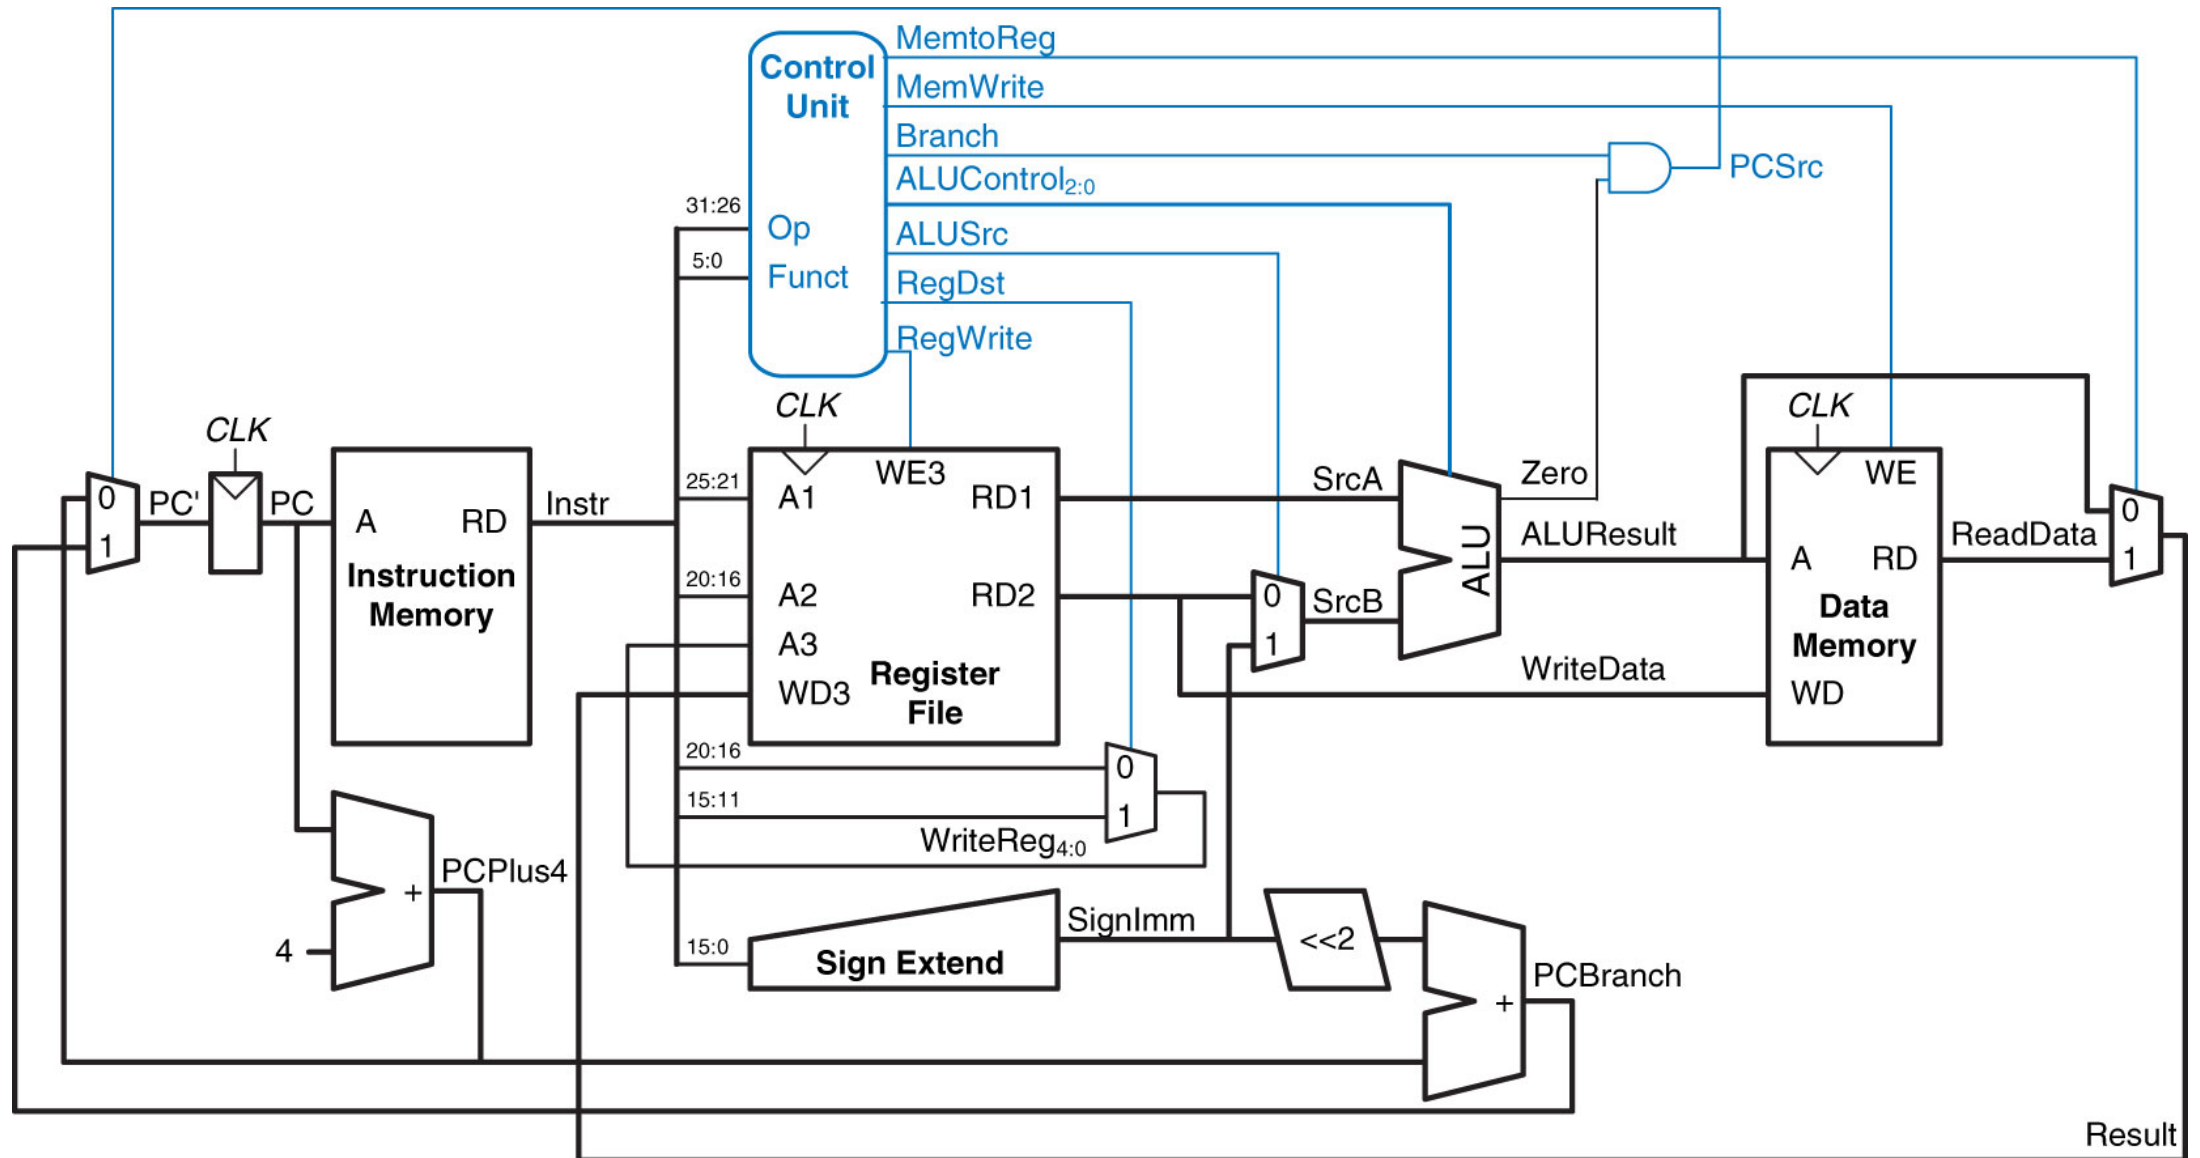 MemtoReg
Control
Unit
MemWrite
Branch
PCSrc
ALUControl2:0
31:26
Op
ALUSrc
5:0
Funct
RegDst
RegWrite
CLK
CLK
CLK
0
1
PC'
PC
A
RD
Instruction
Memory
Instr
25:21
A1
WE3
RD1
20:16
A2
RD2
A3
WD3
Register
File
SrcA
0
1
SrcB
ALU
Zero
ALUResult
WriteData
WE
A
RD
Data
Memory
WD
ReadData
0
1
20:16
0
15:11
1
WriteReg4:0
PCPlus4
+
4
15:0
Sign Extend
SignImm
<<2
+
PCBranch
Result